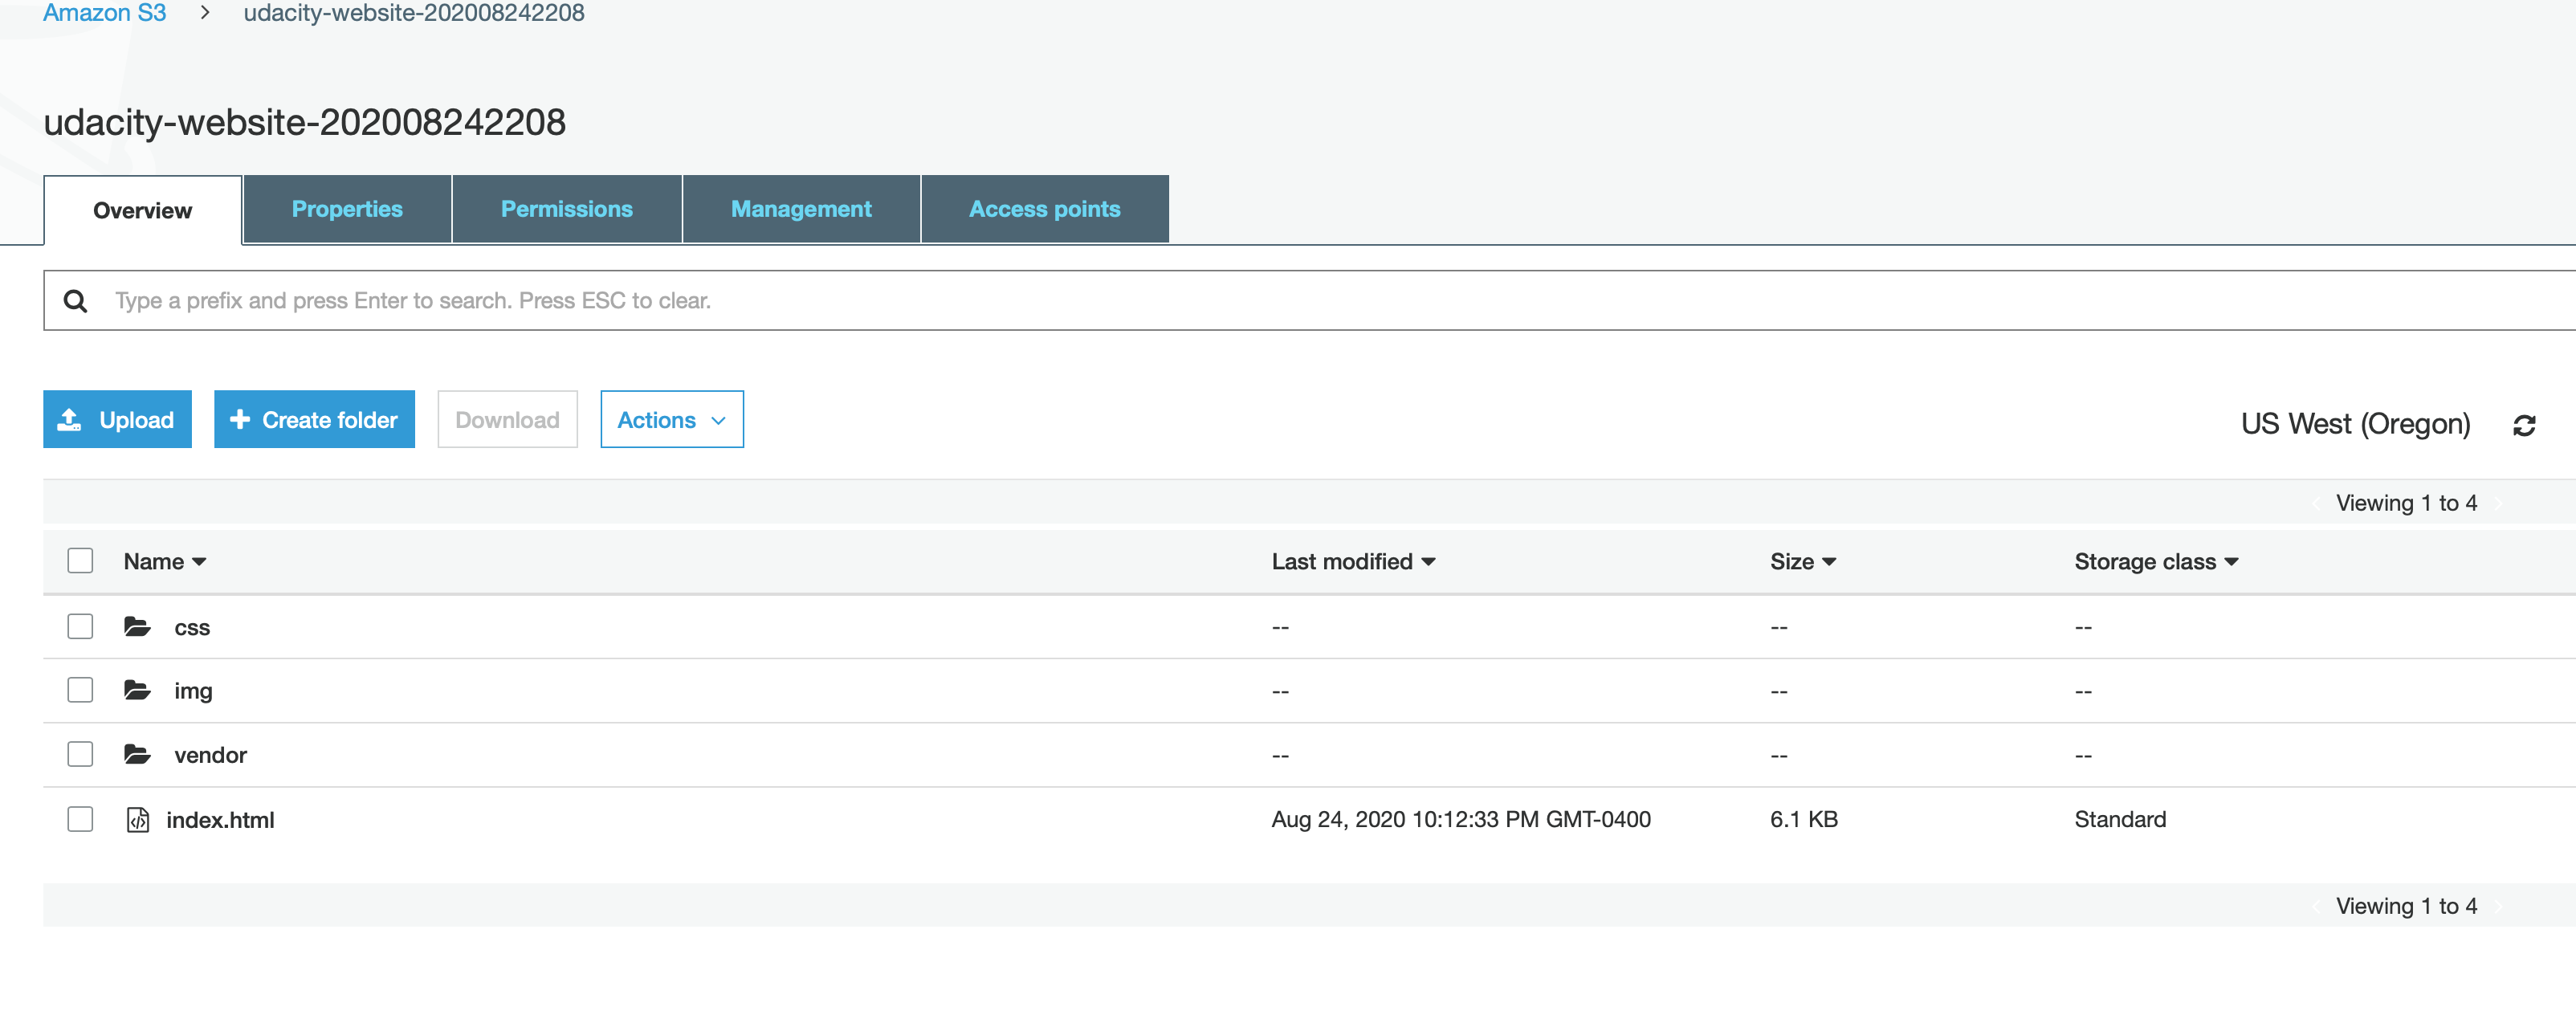 Amazon S3 > udacity-website-202008242208
udacity-website-202008242208
Overview Properties Permissions Management Access points
Type a prefix and press Enter to search. Press ESC to clear.
Upload + Create folder Download Actions US West (Oregon)
Viewing 1 to 4
Name Last modified Size Storage class
css -- -- --
img -- -- --
vendor -- -- --
index.html Aug 24, 2020 10:12:33 PM GMT-0400 6.1 KB Standard
Viewing 1 to 4